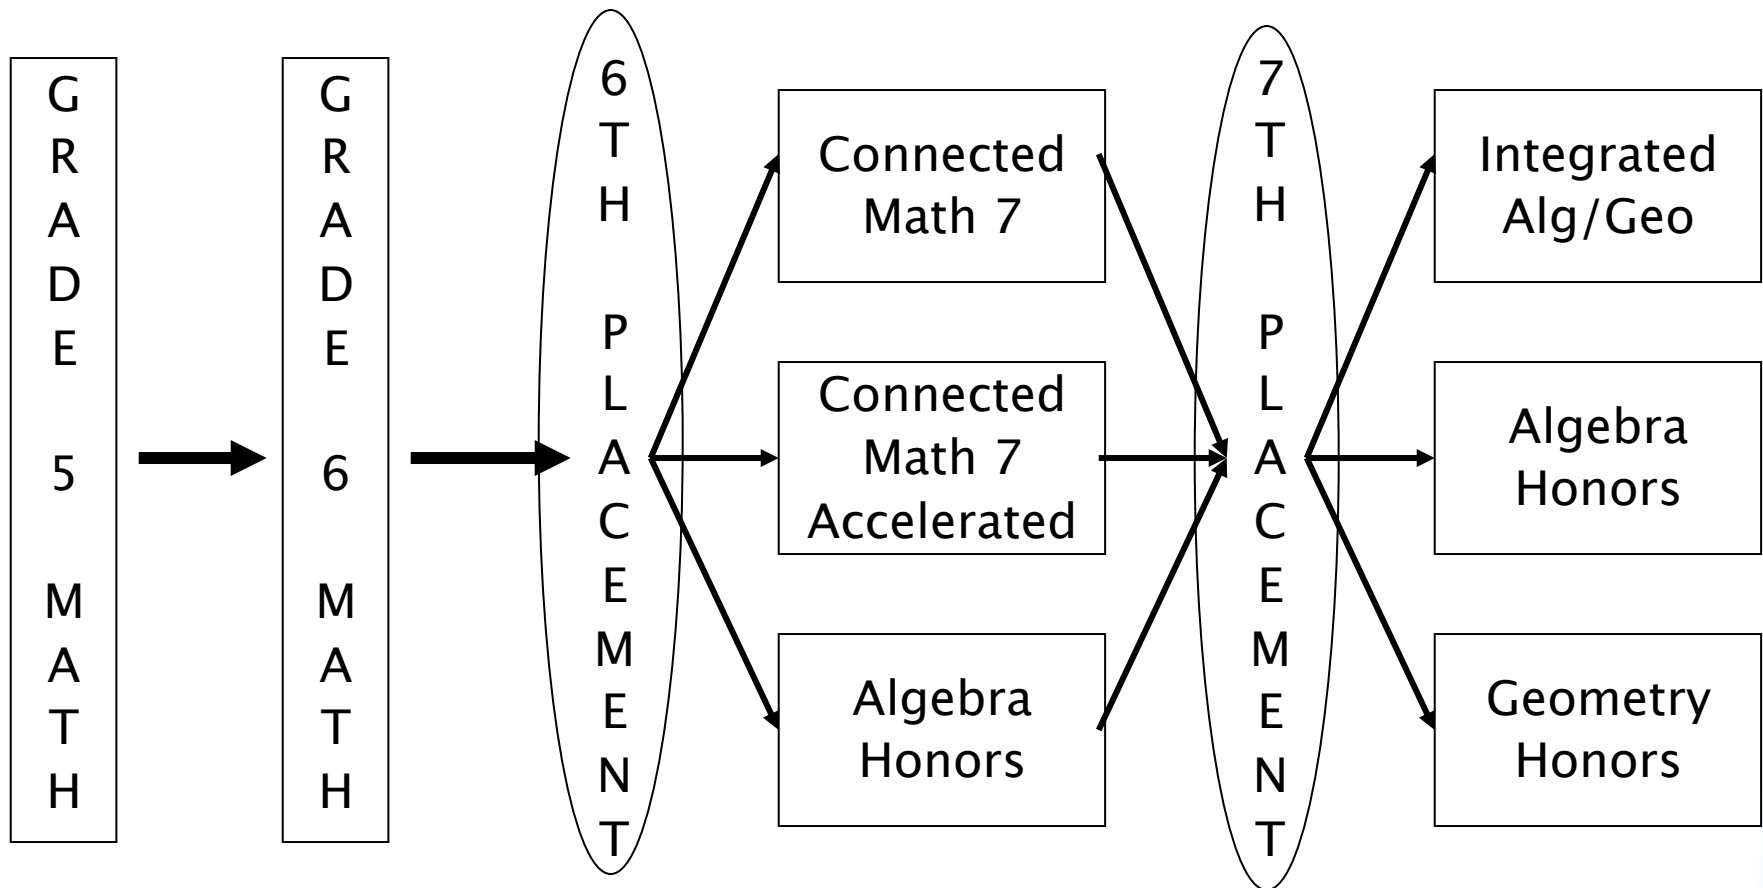 GRADE 5 MATH
GRADE 6 MATH
6TH PLACEMENT
Connected
Math 7
Connected
Math 7
Accelerated
Algebra
Honors
7TH PLACEMENT
Integrated
Alg/Geo
Algebra
Honors
Geometry
Honors